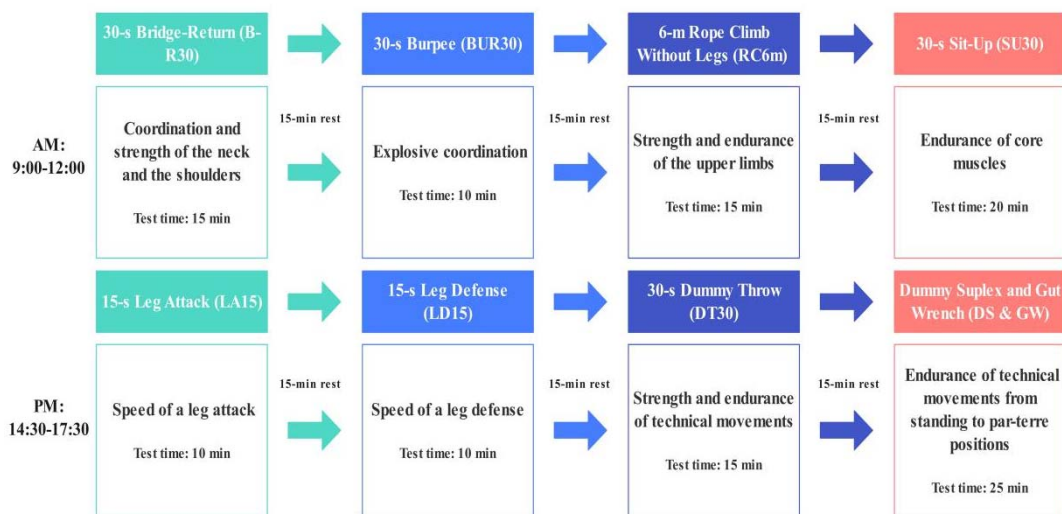 30-s Bridge-Return (B-
R30)
30-s Burpee (BUR30)
6-m Rope Climb
Without Legs (RC6m)
30-s Sit-Up (SU30)
AM:
9:00-12:00
Coordination and
strength of the neck
and the shoulders
Test time: 15 min
15-min rest
Explosive coordination
Test time: 10 min
15-min rest
Strength and endurance
of the upper limbs
Test time: 15 min
15-min rest
Endurance of core
muscles
Test time: 20 min
15-s Leg Attack (LA15)
15-s Leg Defense
(LD15)
30-s Dummy Throw
(DT30)
Dummy Suplex and Gut
Wrench (DS & GW)
PM:
14:30-17:30
Speed of a leg attack
Test time: 10 min
15-min rest
Speed of a leg defense
Test time: 10 min
15-min rest
Strength and endurance
of technical movements
Test time: 15 min
15-min rest
Endurance of technical
movements from
standing to par-terre
positions
Test time: 25 min